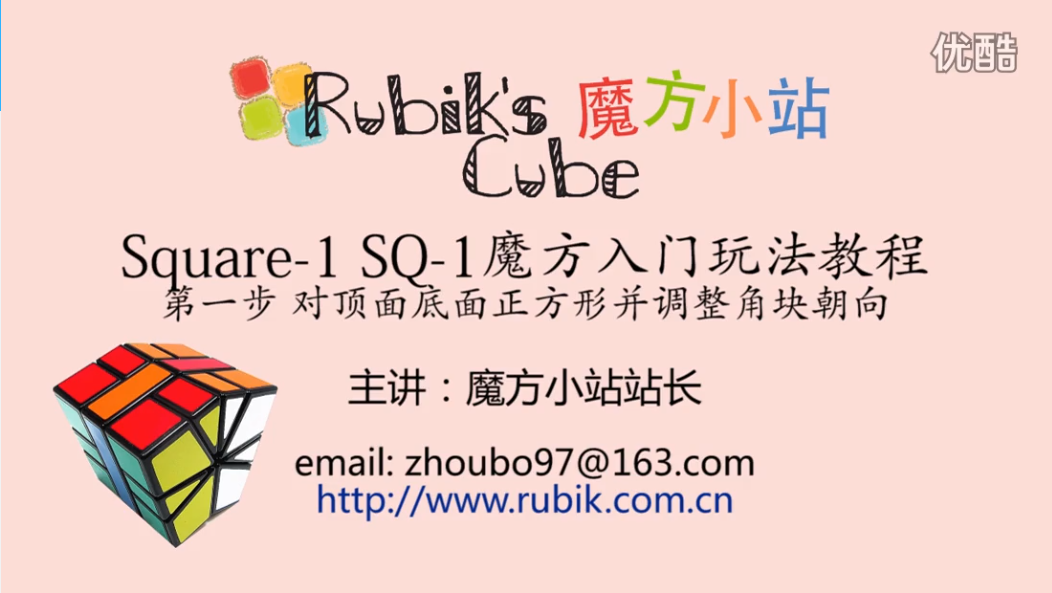 优酷
Rubik's 魔方小站
Cube
Square-1 SQ-1魔方入门玩法教程
第一步 对顶面底面正方形并调整角块朝向
主讲：魔方小站站长
email: zhoubo97@163.com
http://www.rubik.com.cn